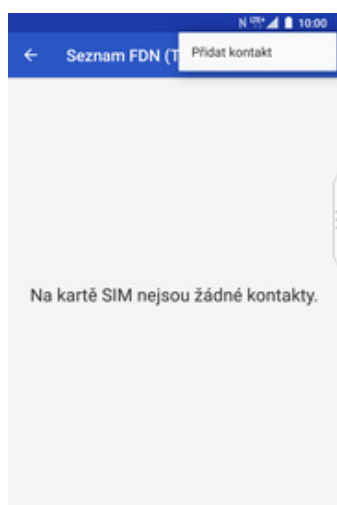 10:00
Seznam FDN (T
Přidat kontakt
Na kartě SIM nejsou žádné kontakty.